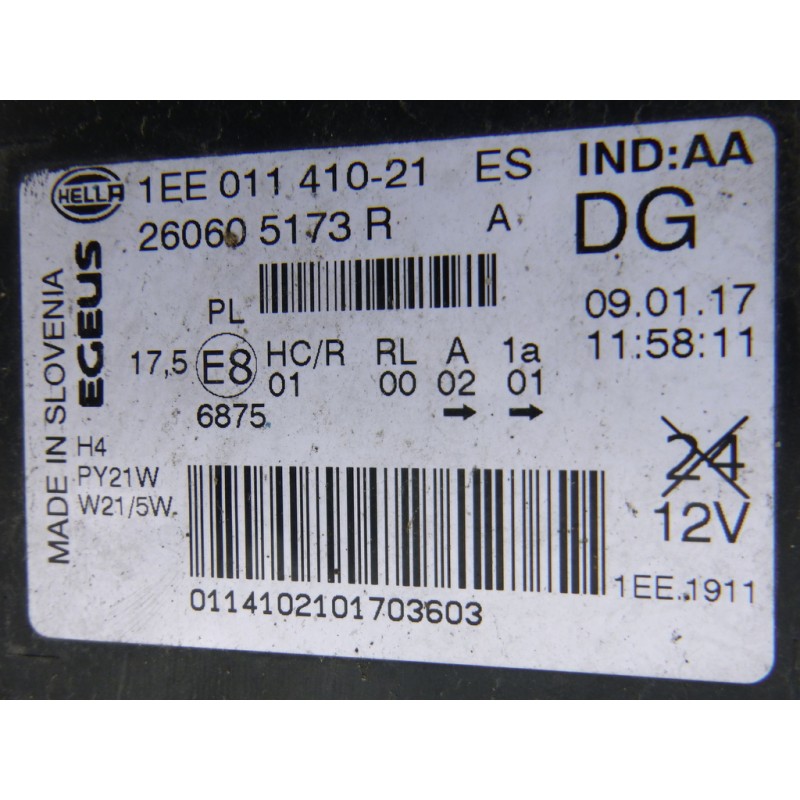 HELLA
1EE 011 410-21 ES IND:AA
260605173R A DG
PL 09.01.17
17,5 E8 HC/R RL A 1a 11:58:11
01 00 02 01
6875 → →
H4
PY21W
W21/5W
24
12V
1EE.1911
0114102101703603
EGEUS
MADE IN SLOVENIA